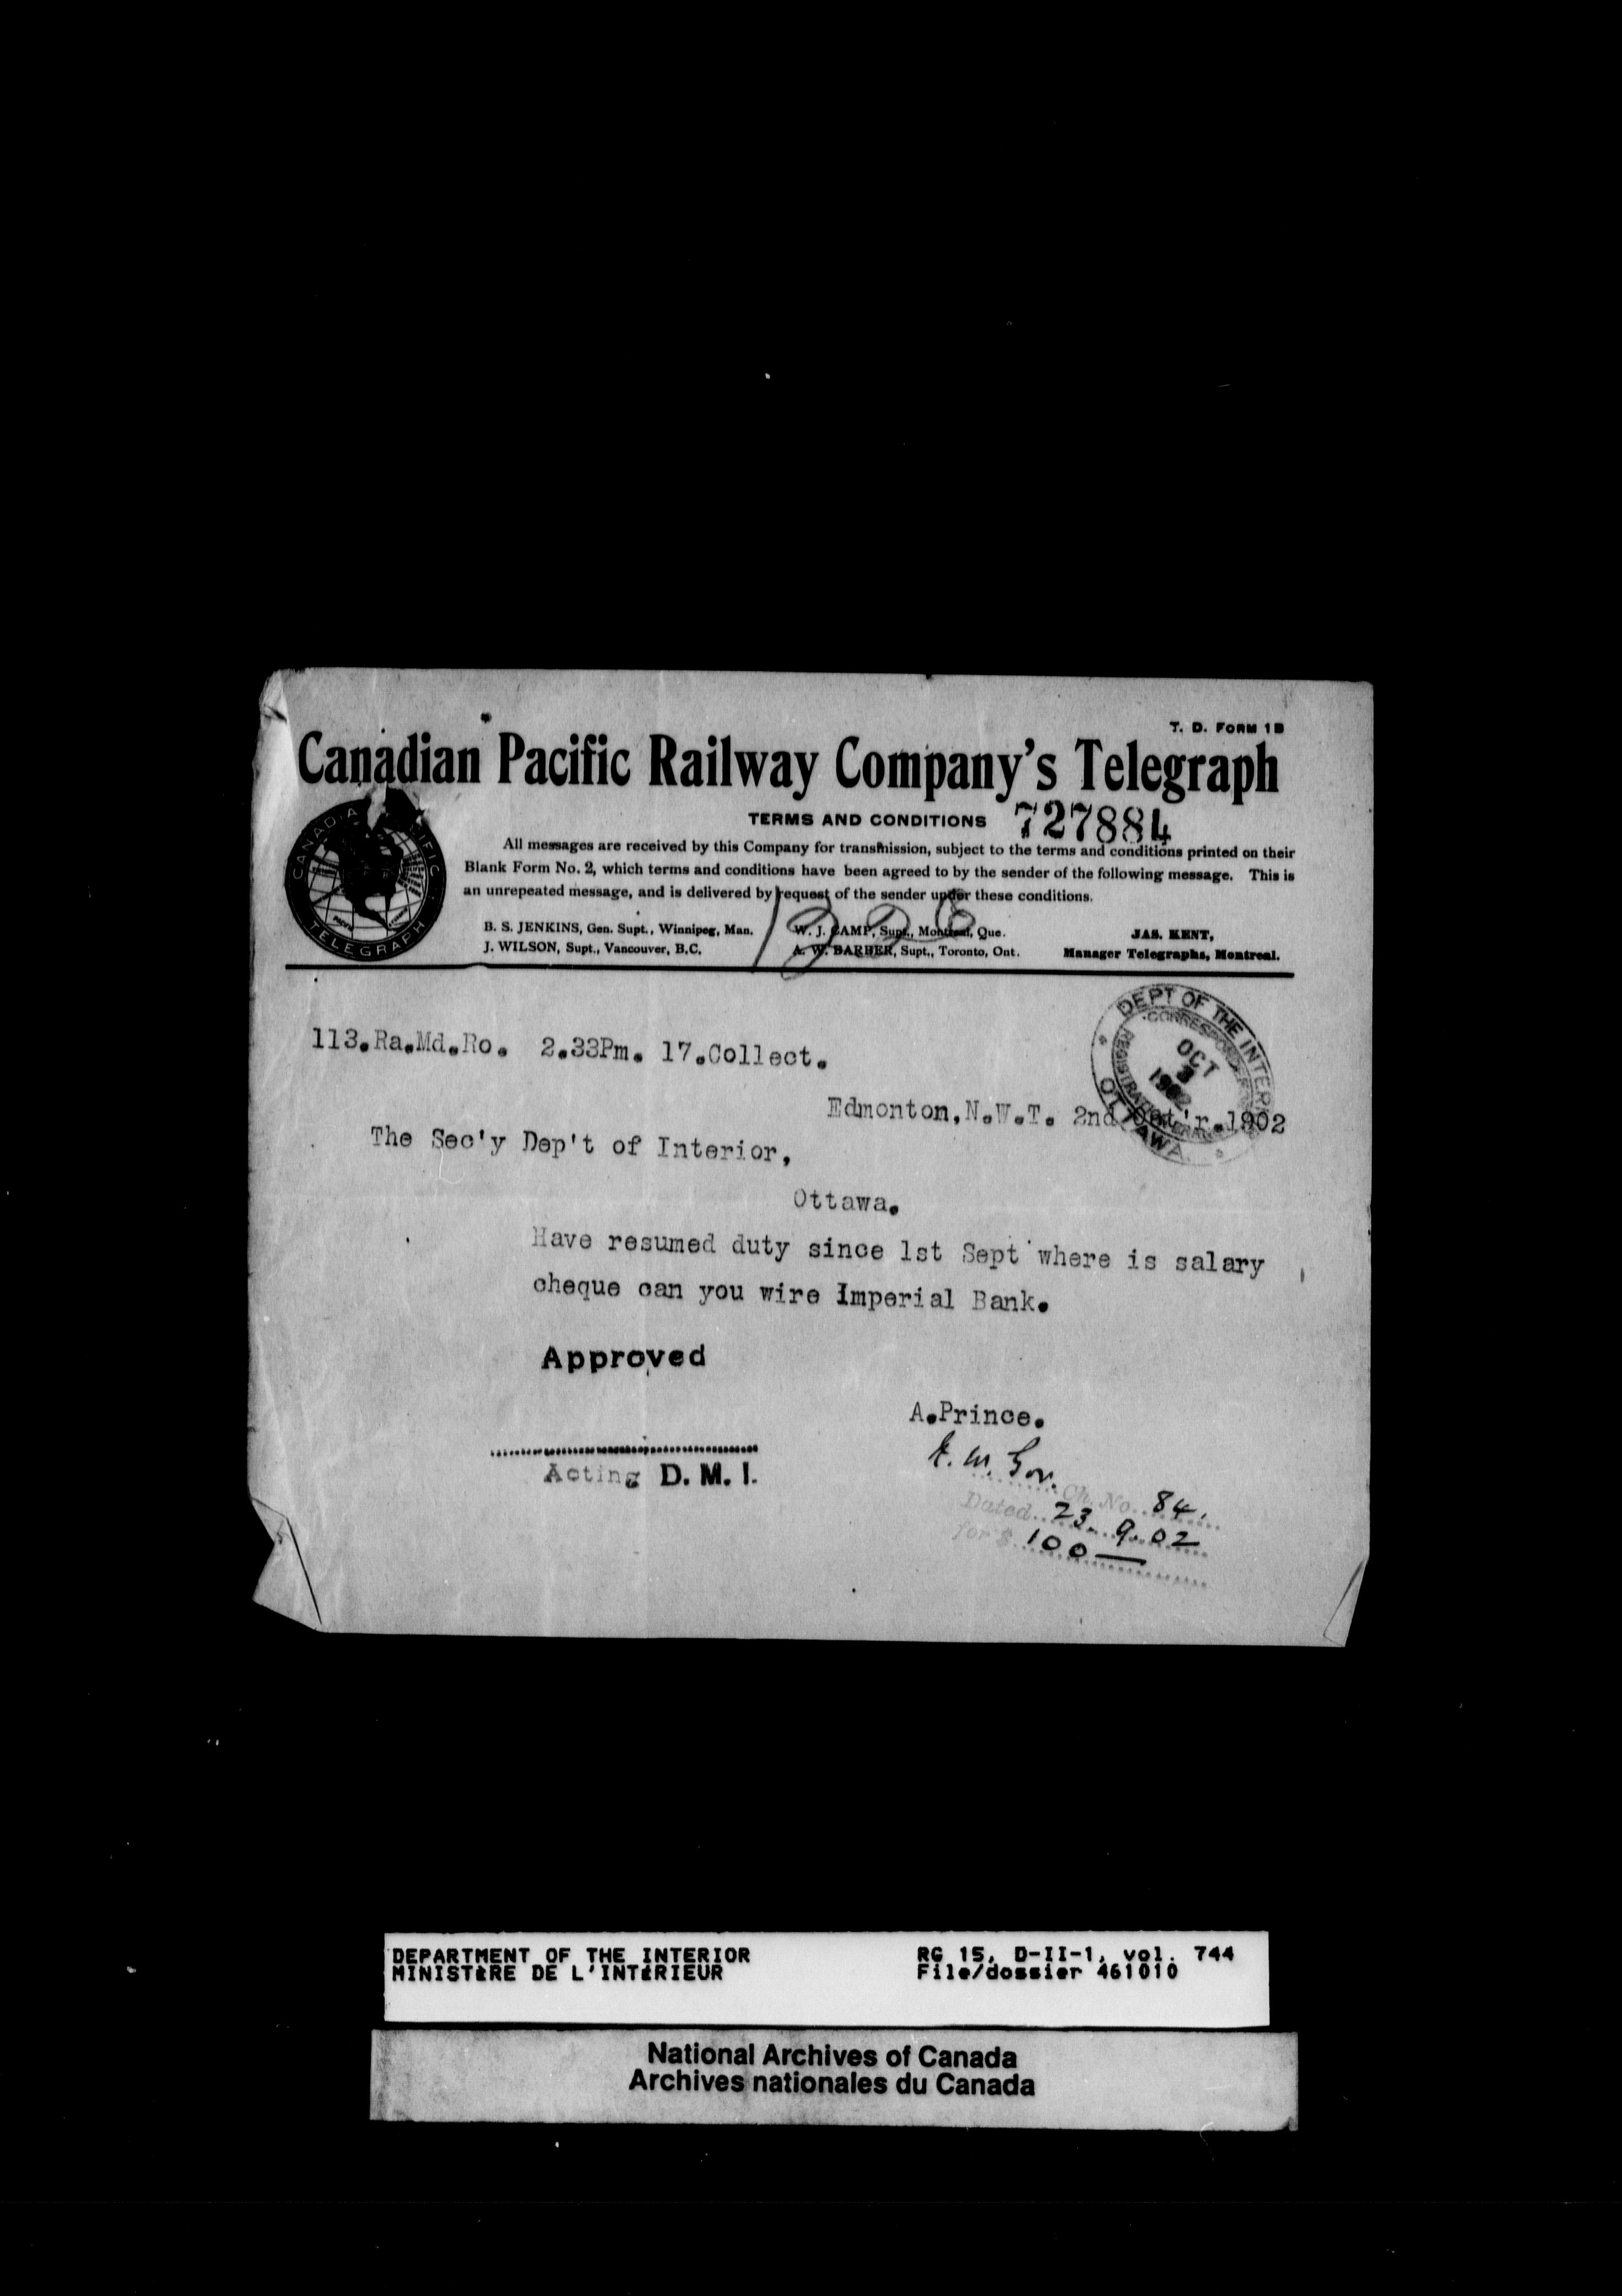 T. D. FORM 1B
Canadian Pacific Railway Company's Telegraph
TERMS AND CONDITIONS
727884
All messages are received by this Company for transmission, subject to the terms and conditions printed on their
Blank Form No. 2, which terms and conditions have been agreed to by the sender of the following message. This is
an unrepeated message, and is delivered by request of the sender under these conditions.
B. S. JENKINS, Gen. Supt., Winnipeg, Man.
J. WILSON, Supt., Vancouver, B.C.
W. J. CAMP, Supt., Montreal, Que.
A. W. BARBER, Supt., Toronto, Ont.
JAS. KENT,
Manager Telegraphs, Montreal.
TELEGRAPH
DEPT OF THE INTERIOR
OCT
3
1902
OTTAWA
113.Ra.Md.Ro. 2.33Pm. 17.Collect.
Edmonton,N.W.T. 2nd Oct'r.1902
The Sec'y Dep't of Interior,
Ottawa.
Have resumed duty since 1st Sept where is salary
cheque can you wire Imperial Bank.
Approved
A.Prince.
Acting D. M. I.
Ch. No. 84.
Dated 23. 9.02
for $ 100—
DEPARTMENT OF THE INTERIOR
MINISTÈRE DE L'INTÉRIEUR
RG 15, D-II-1, vol. 744
File/dossier 461010
National Archives of Canada
Archives nationales du Canada